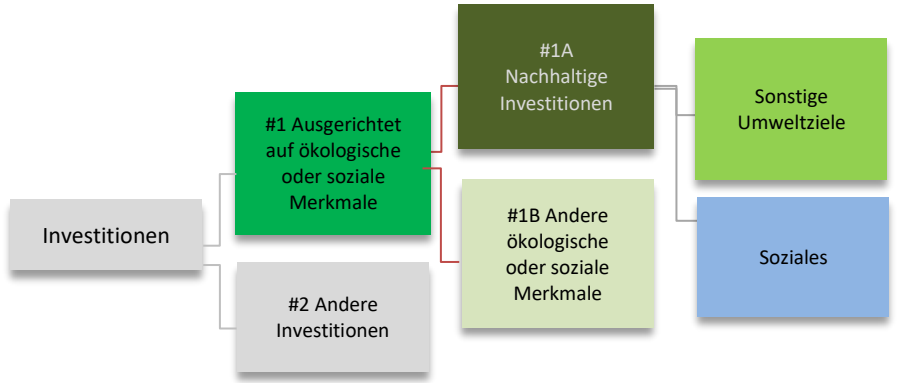 Investitionen
#1 Ausgerichtet
auf ökologische
oder soziale
Merkmale
#2 Andere
Investitionen
#1A
Nachhaltige
Investitionen
#1B Andere
ökologische
oder soziale
Merkmale
Sonstige
Umweltziele
Soziales